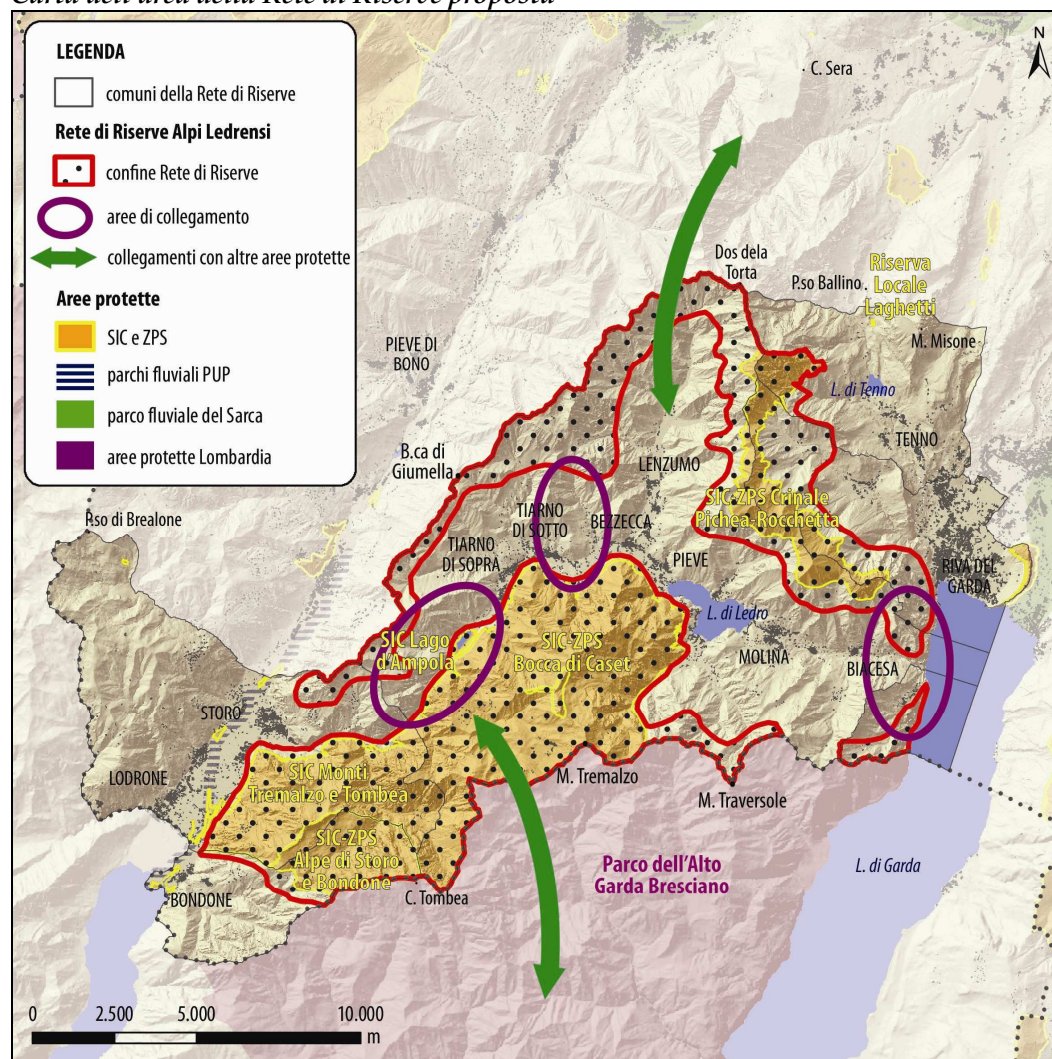 Carta dell'area della Rete di Riserve proposta
LEGENDA
comuni della Rete di Riserve
Rete di Riserve Alpi Ledrensi
confine Rete di Riserve
aree di collegamento
collegamenti con altre aree protette
Aree protette
SIC e ZPS
parchi fluviali PUP
parco fluviale del Sarca
aree protette Lombardia
N
C. Sera
Dos dela
Torta
P.so Ballino
Riserva
Locale
Laghetti
M. Misone
PIEVE DI
BONO
L. di Tenno
TENNO
B.ca di
Giumella
LENZUMO
SIC-ZPS Crinale
Pichea-Rocchetta
P.so di Brealone
TIARNO
DI SOTTO
BEZZECCA
TIARNO
DI SOPRA
PIEVE
RIVA DEL
GARDA
L. di Ledro
SIC Lago
d'Ampola
SIC-ZPS
Bocca di Caset
MOLINA
BIACESA
STORO
LODRONE
SIC Monti
Tremalzo e Tombea
M. Tremalzo
M. Traversole
SIC-ZPS
Alpe di Storo
e Bondone
BONDONE
C. Tombea
Parco dell'Alto
Garda Bresciano
L. di Garda
0 2.500 5.000 10.000
m